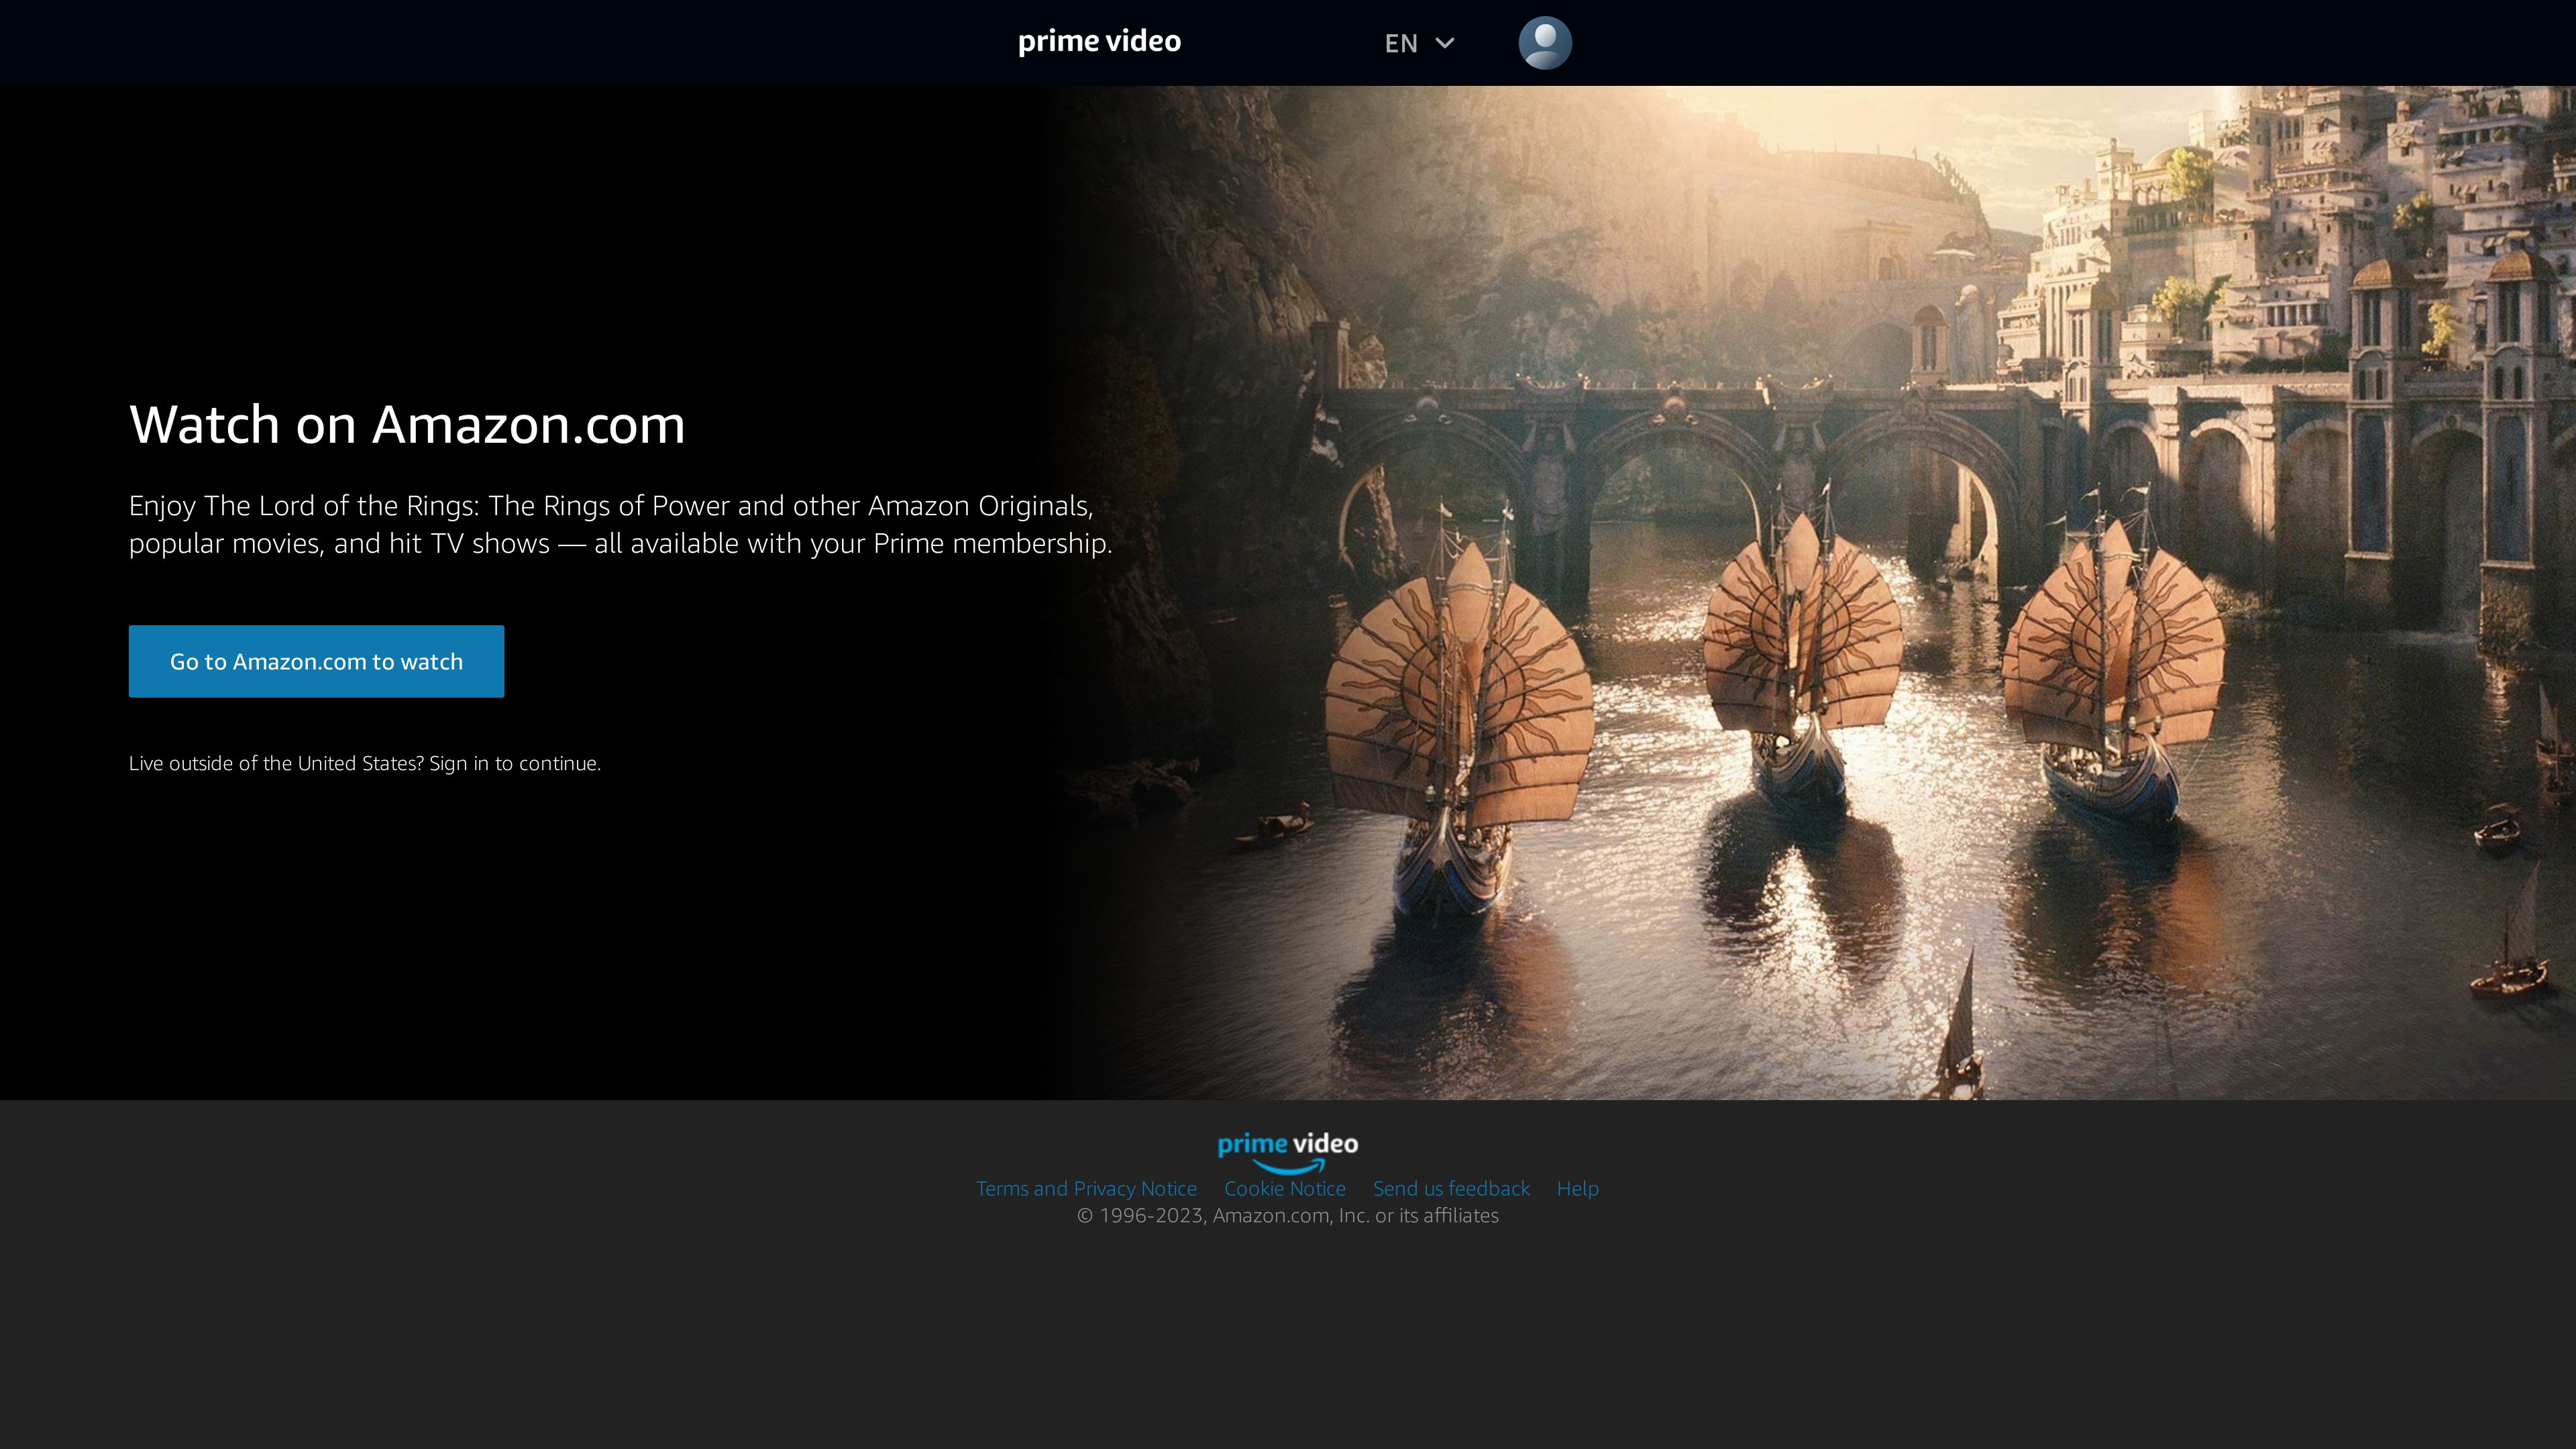 prime video
EN
Watch on Amazon.com
Enjoy The Lord of the Rings: The Rings of Power and other Amazon Originals,
popular movies, and hit TV shows — all available with your Prime membership.
Go to Amazon.com to watch
Live outside of the United States? Sign in to continue.
prime video
Terms and Privacy Notice Cookie Notice Send us feedback Help
© 1996-2023, Amazon.com, Inc. or its affiliates